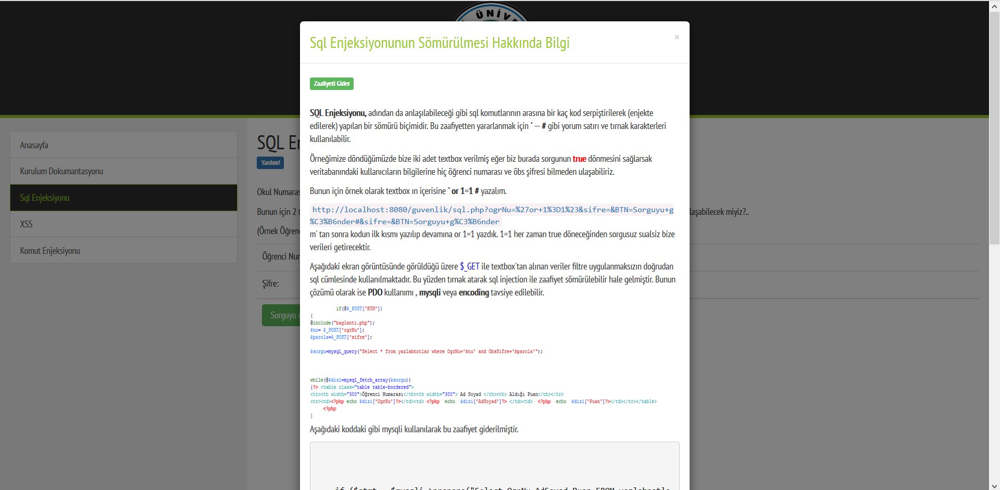 ÜNİV
Sql Enjeksiyonunun Sömürülmesi Hakkında Bilgi
×
Zaafiyeti Gider
SQL Enjeksiyonu, adından da anlaşılabileceği gibi sql komutlarının arasına bir kaç kod serpiştirilerek (enjekte
edilerek) yapılan bir sömürü biçimidir. Bu zaafiyetten yararlanmak için ' -- # gibi yorum satırı ve tırnak karakterleri
kullanılabilir.
Örneğimize döndüğümüzde bize iki adet textbox verilmiş eğer biz burada sorgunun true dönmesini sağlarsak
veritabanındaki kullanıcıların bilgilerine hiç öğrenci numarası ve öbs şifresi bilmeden ulaşabiliriz.
Bunun için örnek olarak textbox ın içerisine ' or 1=1 # yazalım.
http://localhost:8080/guvenlik/sql.php?ogrNu=%27or+1%3D1%23&sifre=&BTN=Sorguyu+g
%C3%B6nder#&sifre=&BTN=Sorguyu+g%C3%B6nder
m' tan sonra kodun ilk kısmı yazılıp devamına or 1=1 yazdık. 1=1 her zaman true döneceğinden sorgusuz sualsiz bize
verileri getirecektir.
Aşağıdaki ekran görüntüsünde görüldüğü üzere $_GET ile textbox'tan alınan veriler filtre uygulanmaksızın doğrudan
sql cümlesinde kullanılmaktadır. Bu yüzden tırnak atarak sql injection ile zaafiyet sömürülebilir hale gelmiştir. Bunun
çözümü olarak ise PDO kullanımı , mysqli veya encoding tavsiye edilebilir.
if(@$_POST['BTN'])
{
@include("baglanti.php");
$nu= $_POST['ogrNu'];
$parola=$_POST['sifre'];
$sorgu=mysql_query("Select * from yazlabnotlar where OgrNu='$nu' and ObsSifre='$parola'");
while(@$dizi=mysql_fetch_array($sorgu))
{?> <table class="table table-bordered">
<tr><th width="300">Öğrenci Numarası</th><th width="300"> Ad Soyad </th><th> Aldığı Puan</th></tr>
<tr><td><?php echo $dizi['OgrNu']?></td><td> <?php echo $dizi['AdSoyad']?> </td><td> <?php echo $dizi['Puan']?></td></tr></table>
<?php
}
Aşağıdaki koddaki gibi mysqli kullanılarak bu zaafiyet giderilmiştir.
Anasayfa
Kurulum Dokumantasyonu
Sql Enjeksiyonu
XSS
Komut Enjeksiyonu
SQL En
Yardım!
Okul Numaras
Bunun için 2 t
laşabilecek miyiz?..
(Örnek Öğren
Öğrenci Nur
Şifre:
Sorguyu g